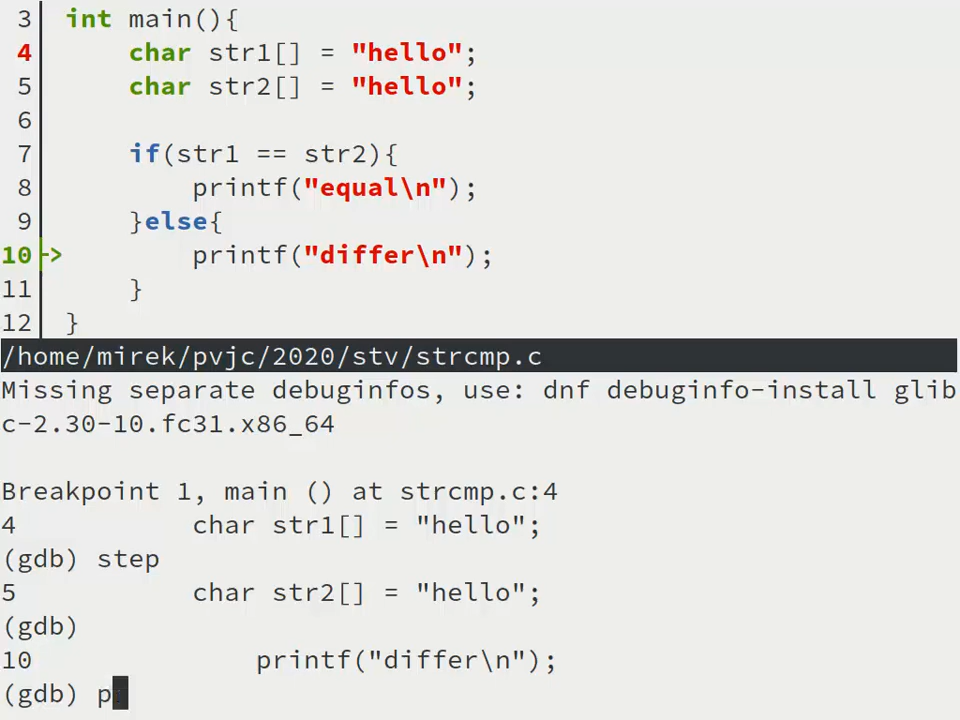 3 int main(){
4 char str1[] = "hello";
5 char str2[] = "hello";
6
7 if(str1 == str2){
8 printf("equal\n");
9 }else{
10-> printf("differ\n");
11 }
12 }
/home/mirek/pvjc/2020/stv/strcmp.c
Missing separate debuginfos, use: dnf debuginfo-install glib
c-2.30-10.fc31.x86_64
Breakpoint 1, main () at strcmp.c:4
4 char str1[] = "hello";
(gdb) step
5 char str2[] = "hello";
(gdb)
10 printf("differ\n");
(gdb) p